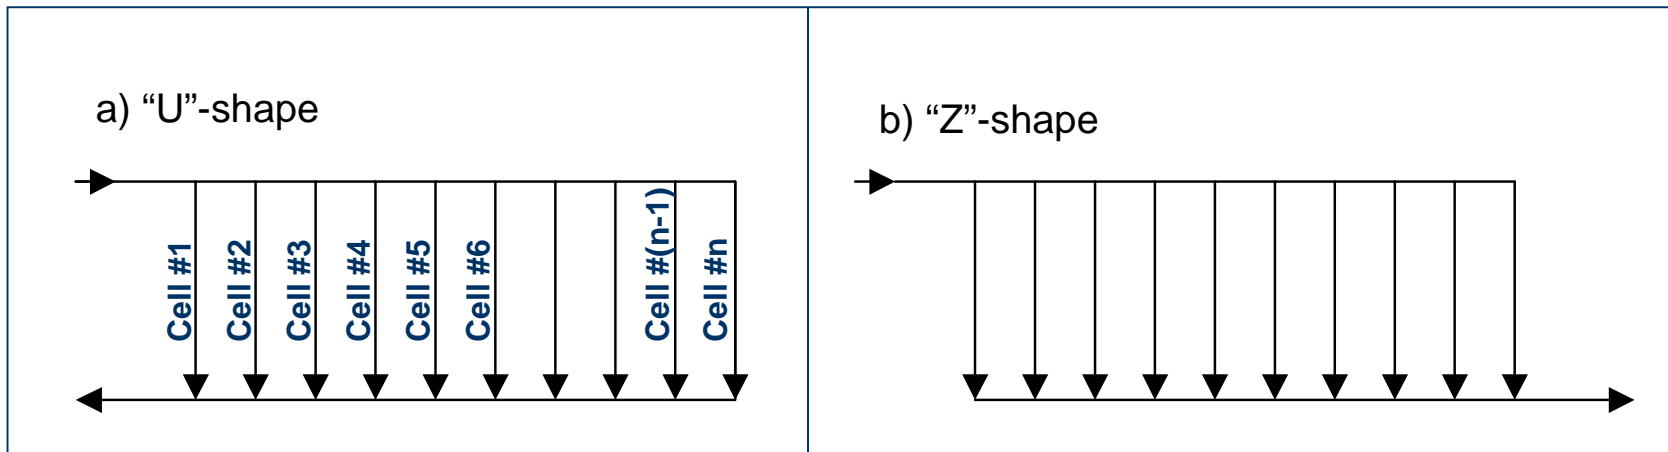 a) “U”-shape
Cell #1
Cell #2
Cell #3
Cell #4
Cell #5
Cell #6
Cell #(n-1)
Cell #n
b) “Z”-shape